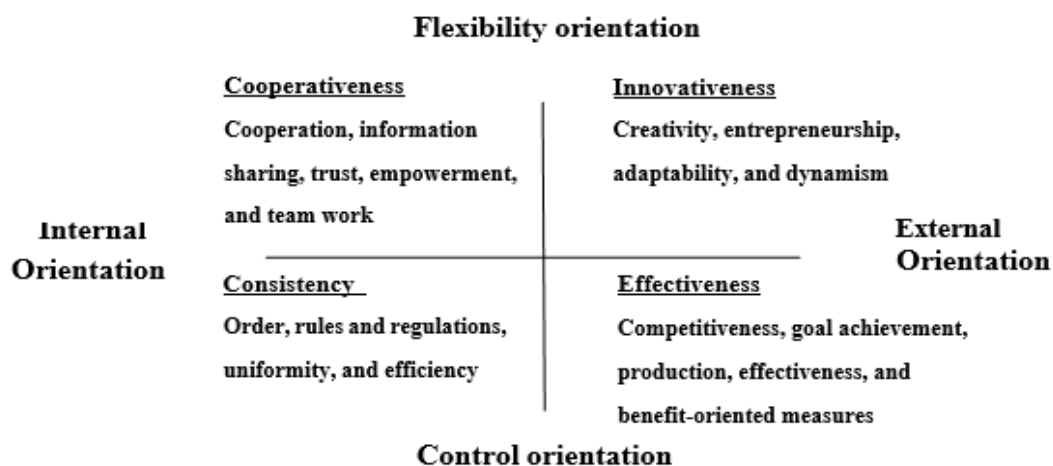 Flexibility orientation
Cooperativeness
Cooperation, information
sharing, trust, empowerment,
and team work
Innovativeness
Creativity, entrepreneurship,
adaptability, and dynamism
Internal
Orientation
External
Orientation
Consistency
Order, rules and regulations,
uniformity, and efficiency
Effectiveness
Competitiveness, goal achievement,
production, effectiveness, and
benefit-oriented measures
Control orientation